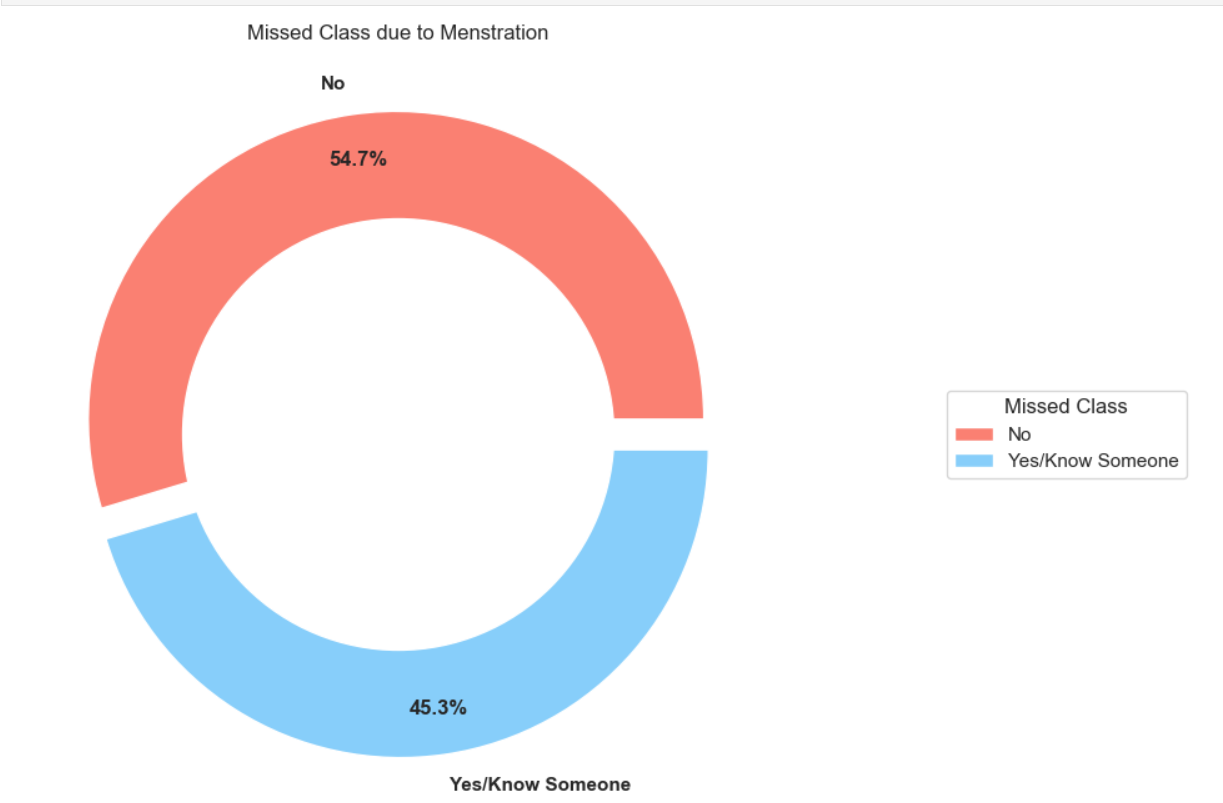 Missed Class due to Menstration
No
54.7%
Missed Class
No
Yes/Know Someone
45.3%
Yes/Know Someone